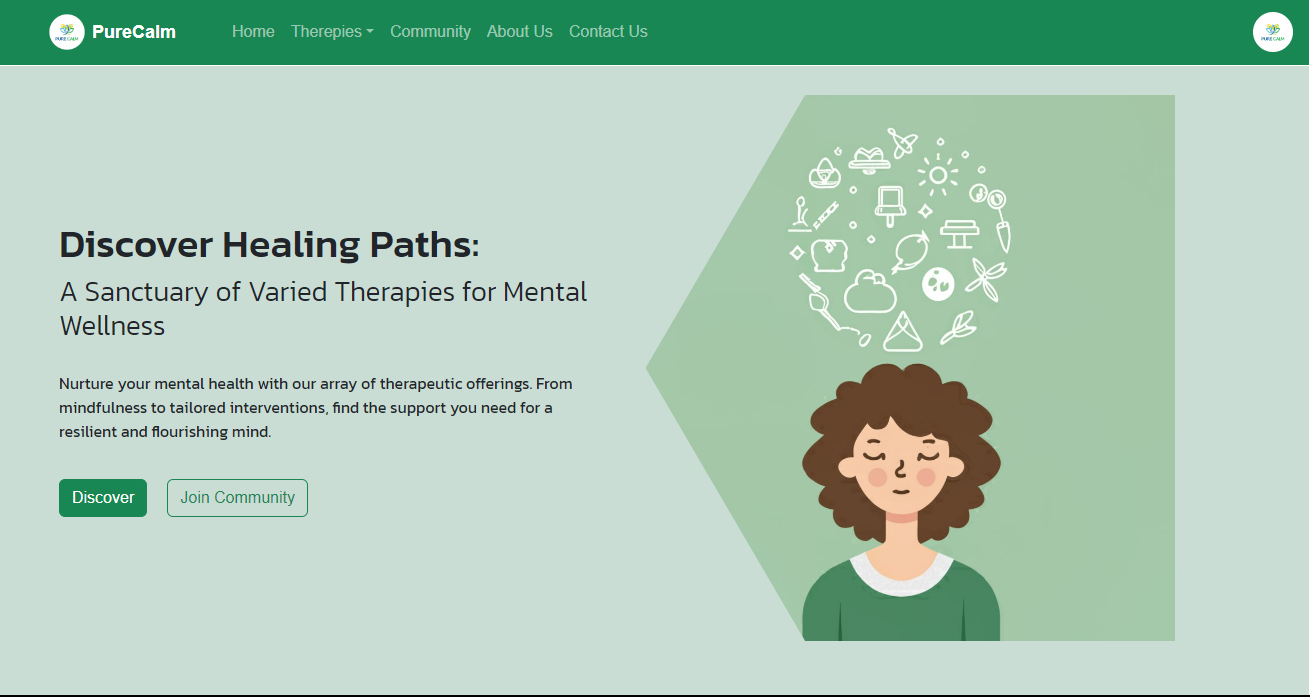 PURE CALM PureCalm Home Therepies Community About Us Contact Us PURE CALM
Discover Healing Paths:
A Sanctuary of Varied Therapies for Mental
Wellness
Nurture your mental health with our array of therapeutic offerings. From
mindfulness to tailored interventions, find the support you need for a
resilient and flourishing mind.
Discover Join Community